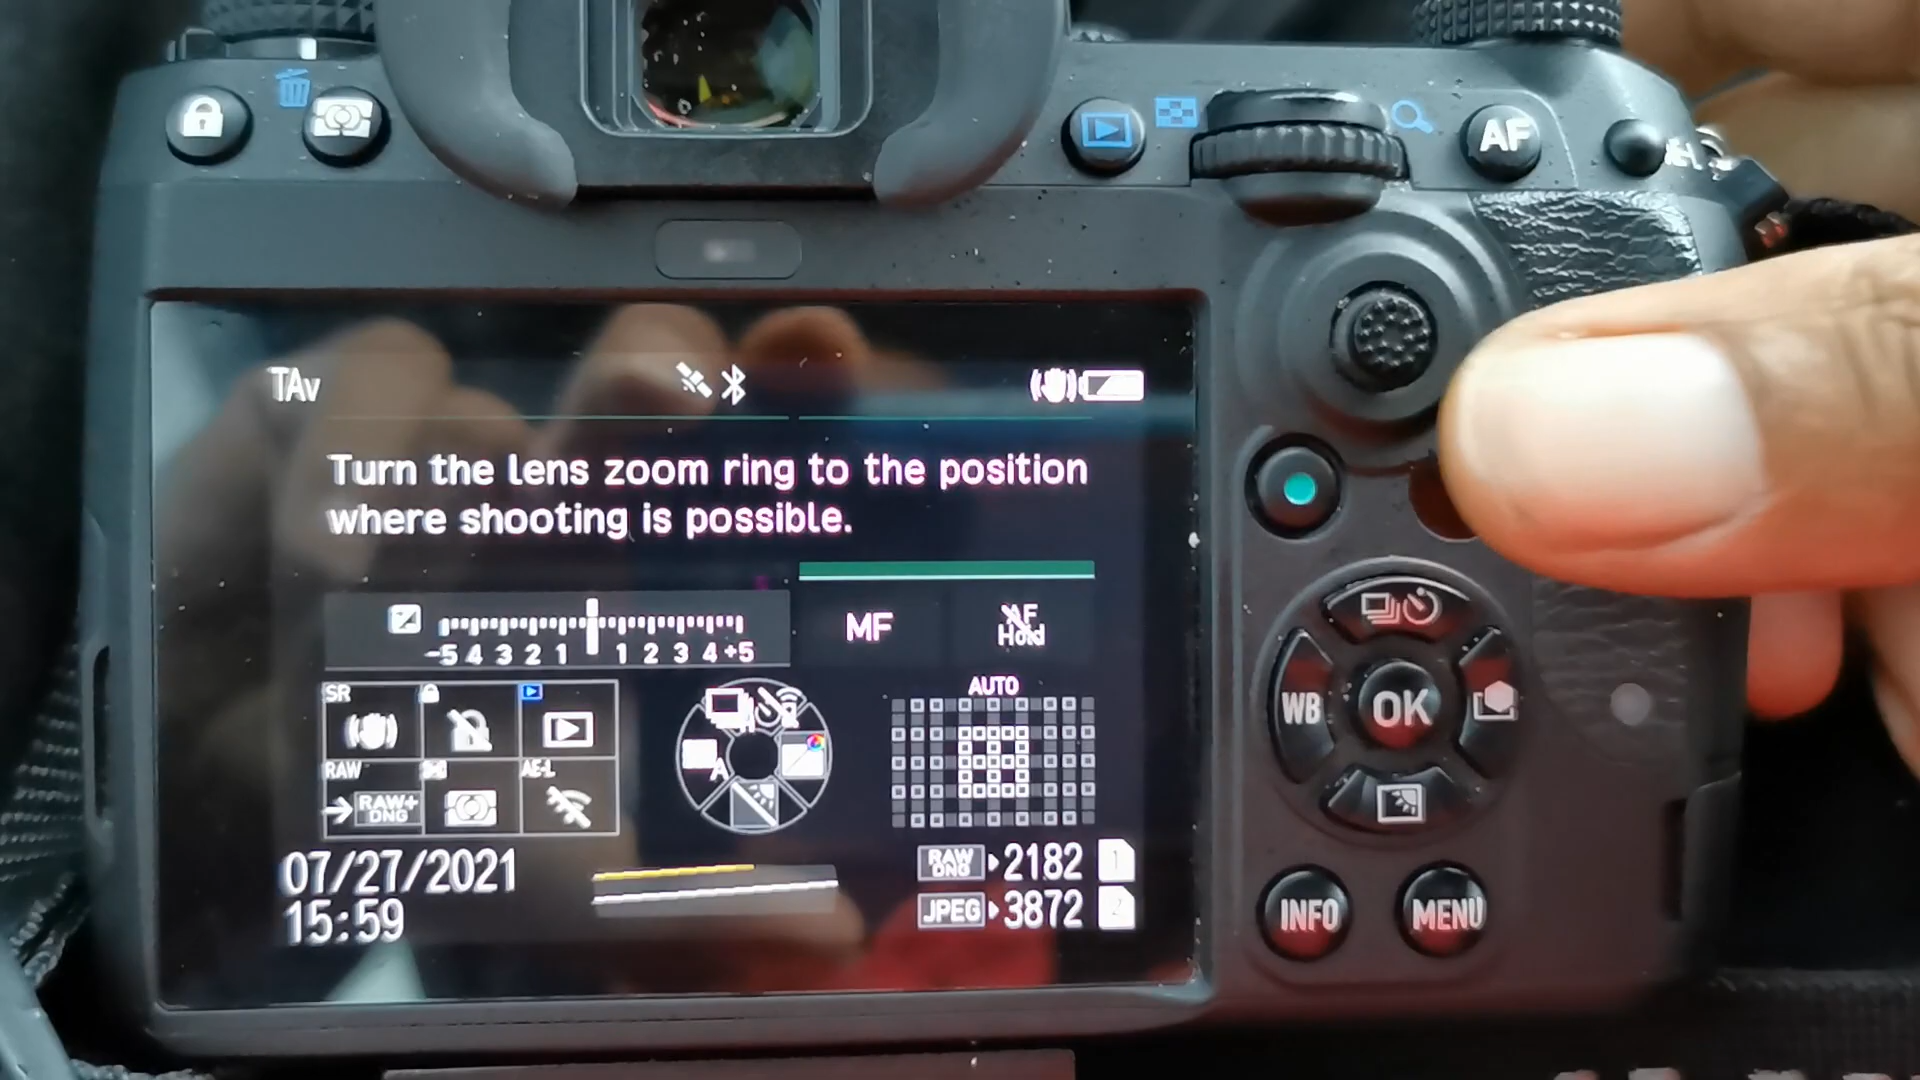 AF
TAv
Turn the lens zoom ring to the position
where shooting is possible.
MF
AF
Hold
-5 4 3 2 1 1 2 3 4 +5
AUTO
SR
RAW
AE-L
RAW+
DNG
A
WB
OK
07/27/2021
15:59
RAW
DNG 2182 1
JPEG 3872 2
INFO
MENU